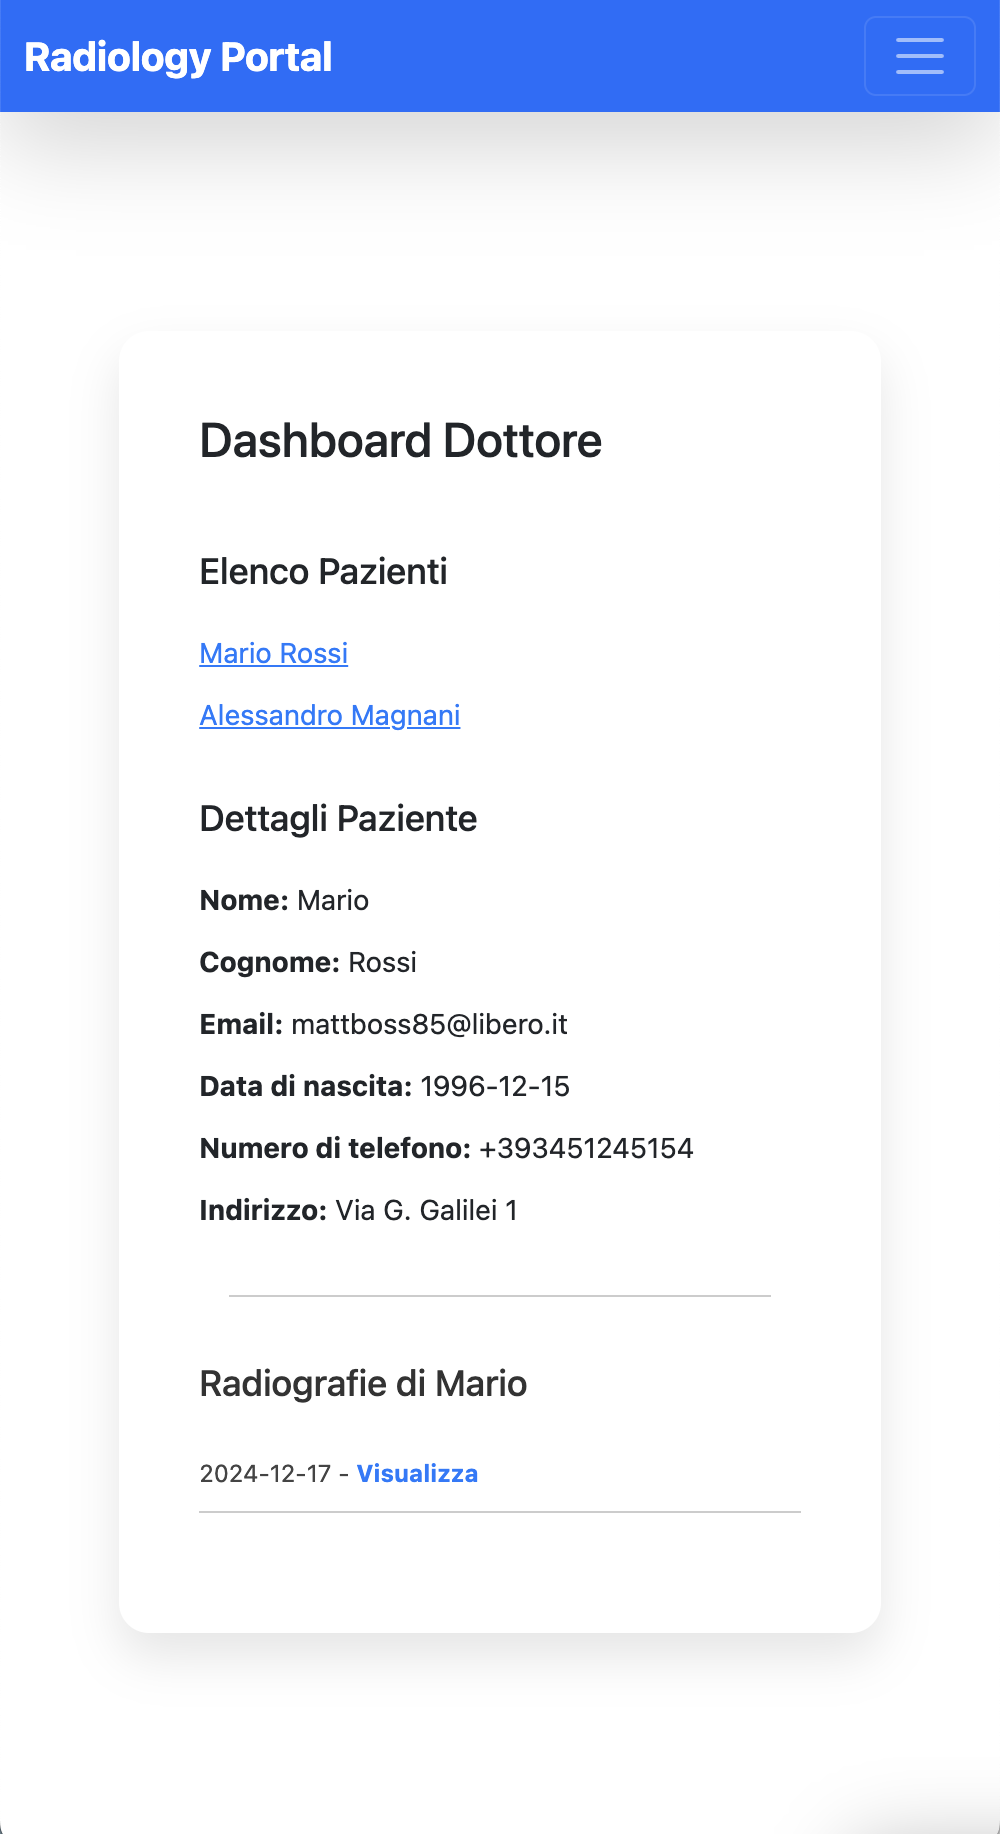 Radiology Portal
Dashboard Dottore
Elenco Pazienti
Mario Rossi
Alessandro Magnani
Dettagli Paziente
Nome: Mario
Cognome: Rossi
Email: mattboss85@libero.it
Data di nascita: 1996-12-15
Numero di telefono: +393451245154
Indirizzo: Via G. Galilei 1
Radiografie di Mario
2024-12-17 - Visualizza